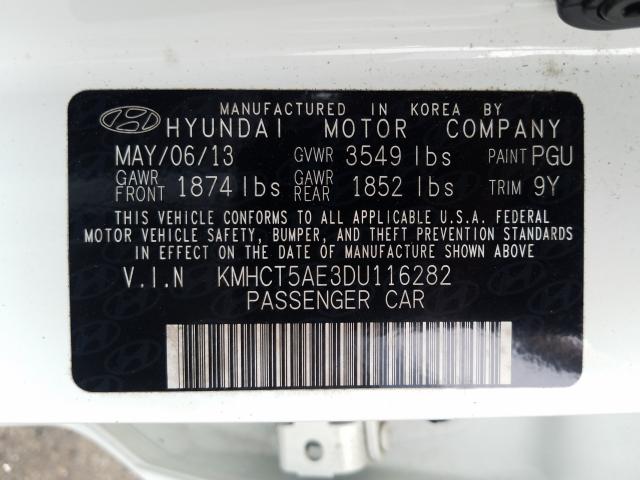 MANUFACTURED IN KOREA BY
HYUNDAI MOTOR COMPANY
MAY/06/13 GVWR 3549 lbs PAINT PGU
GAWR FRONT 1874 lbs GAWR REAR 1852 lbs TRIM 9Y
THIS VEHICLE CONFORMS TO ALL APPLICABLE U.S.A. FEDERAL
MOTOR VEHICLE SAFETY, BUMPER, AND THEFT PREVENTION STANDARDS
IN EFFECT ON THE DATE OF MANUFACTURE SHOWN ABOVE
V.I.N KMHCT5AE3DU116282
PASSENGER CAR